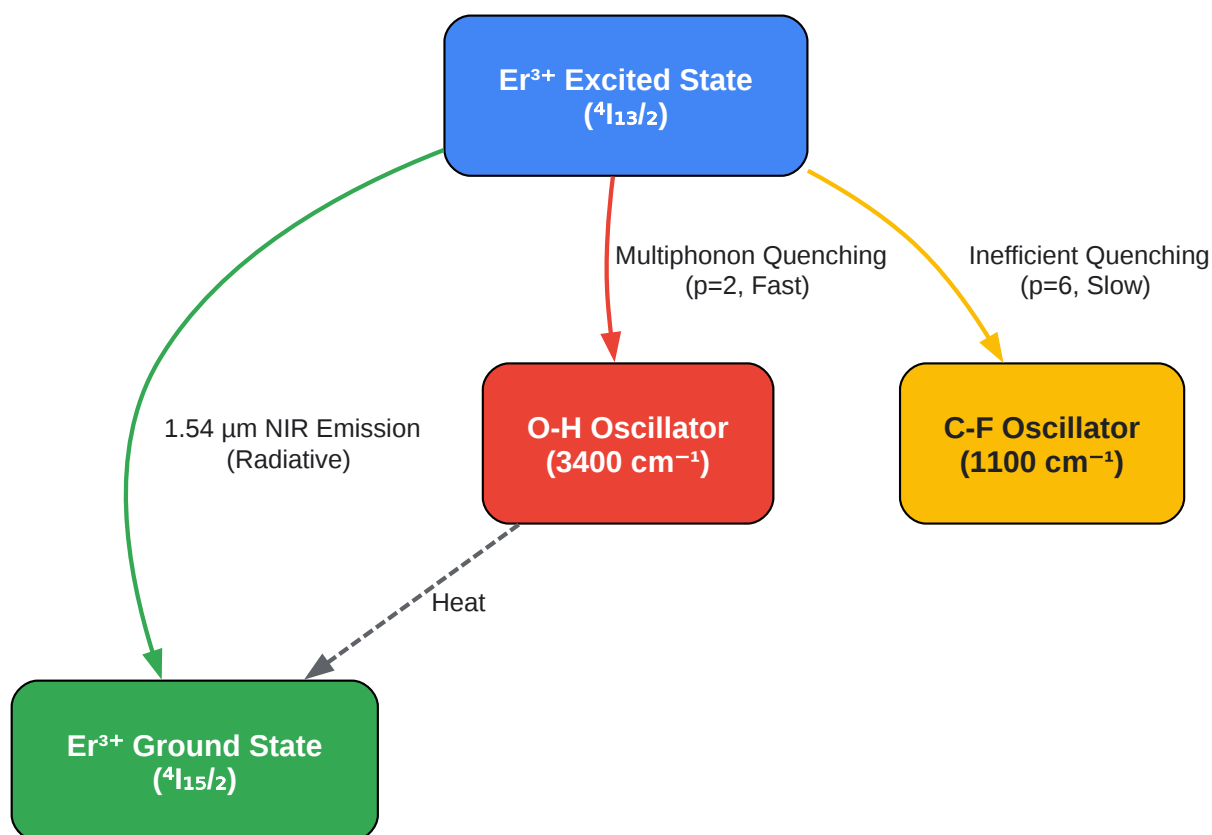 Er³⁺ Excited State
(⁴I₁₃/₂)
Multiphonon Quenching
(p=2, Fast)
Inefficient Quenching
(p=6, Slow)
1.54 µm NIR Emission
(Radiative)
O-H Oscillator
(3400 cm⁻¹)
C-F Oscillator
(1100 cm⁻¹)
Heat
Er³⁺ Ground State
(⁴I₁₅/₂)